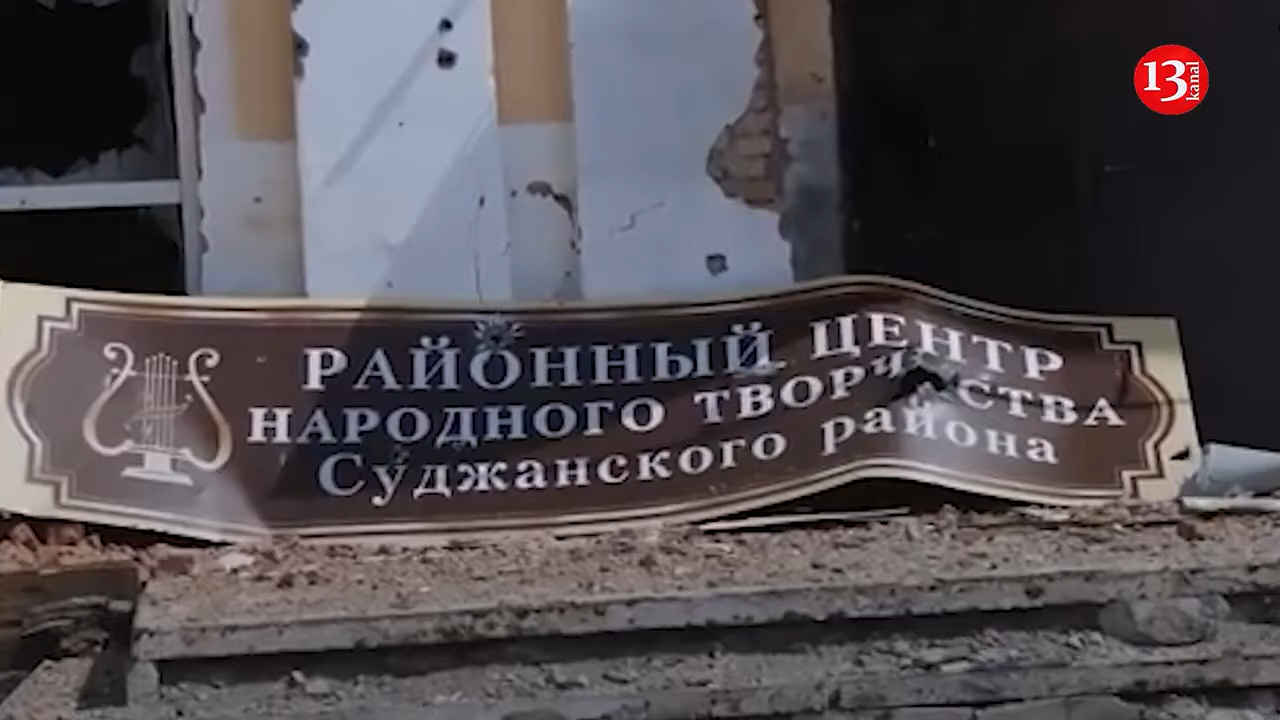 13 kanal
РАЙОННЫЙ ЦЕНТР
НАРОДНОГО ТВОРЧЕСТВА
Суджанского района